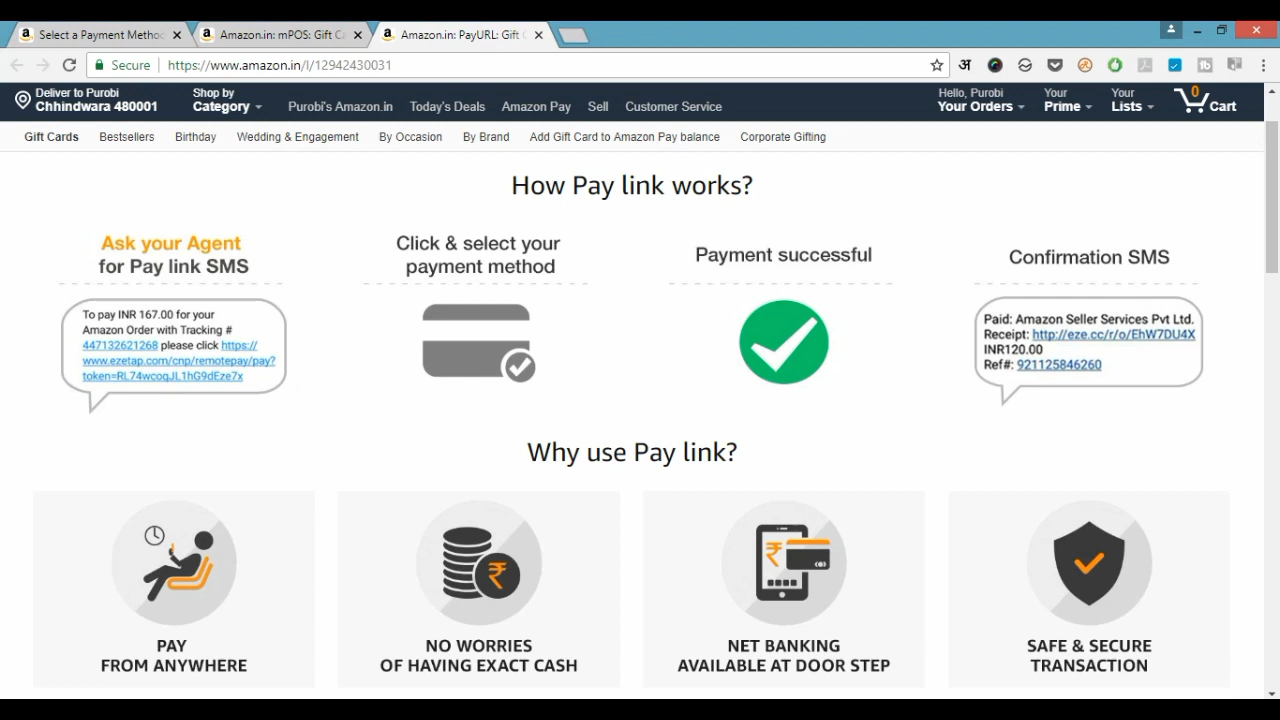 Select a Payment Metho
Amazon.in: mPOS: Gift C
Amazon.in: PayURL: Gift
Secure
https://www.amazon.in/l/12942430031
अ
Deliver to Purobi
Chhindwara 480001
Shop by
Category
Purobi's Amazon.in
Today's Deals
Amazon Pay
Sell
Customer Service
Hello, Purobi
Your Orders
Your
Prime
Your
Lists
0
Cart
Gift Cards
Bestsellers
Birthday
Wedding & Engagement
By Occasion
By Brand
Add Gift Card to Amazon Pay balance
Corporate Gifting
How Pay link works?
Ask your Agent
for Pay link SMS
To pay INR 167.00 for your
Amazon Order with Tracking #
447132621268 please click https://
www.ezetap.com/cnp/remotepay/pay?
token=RL74wcoqJL1hG9dEze7x
Click & select your
payment method
Payment successful
Confirmation SMS
Paid: Amazon Seller Services Pvt Ltd.
Receipt: http://eze.cc/r/o/EhW7DU4X
INR120.00
Ref#: 921125846260
Why use Pay link?
PAY
FROM ANYWHERE
₹
NO WORRIES
OF HAVING EXACT CASH
₹
NET BANKING
AVAILABLE AT DOOR STEP
SAFE & SECURE
TRANSACTION